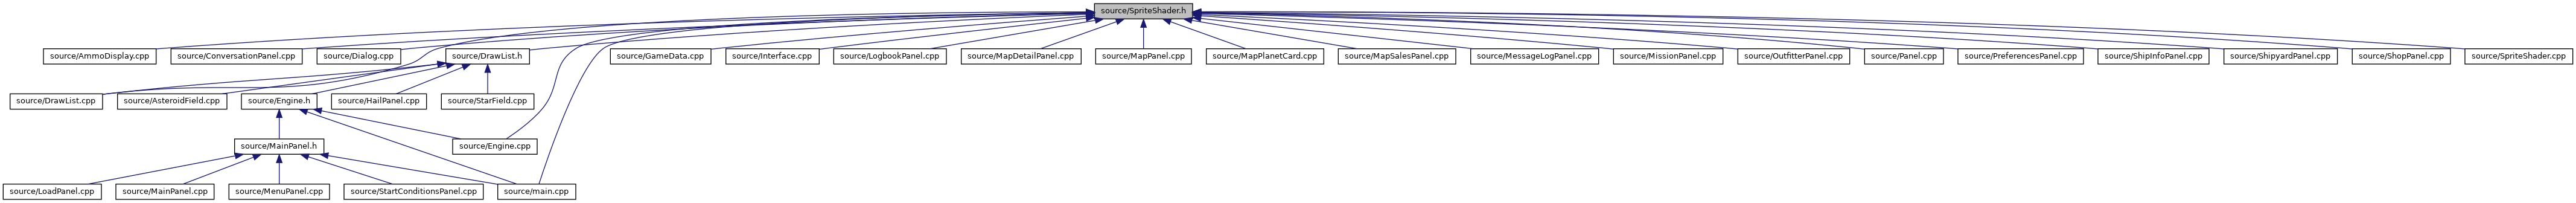 source/SpriteShader.h
source/AmmoDisplay.cpp
source/ConversationPanel.cpp
source/Dialog.cpp
source/DrawList.h
source/GameData.cpp
source/Interface.cpp
source/LogbookPanel.cpp
source/MapDetailPanel.cpp
source/MapPanel.cpp
source/MapPlanetCard.cpp
source/MapSalesPanel.cpp
source/MessageLogPanel.cpp
source/MissionPanel.cpp
source/OutfitterPanel.cpp
source/Panel.cpp
source/PreferencesPanel.cpp
source/ShipInfoPanel.cpp
source/ShipyardPanel.cpp
source/ShopPanel.cpp
source/SpriteShader.cpp
source/DrawList.cpp
source/AsteroidField.cpp
source/Engine.h
source/HailPanel.cpp
source/StarField.cpp
source/MainPanel.h
source/Engine.cpp
source/LoadPanel.cpp
source/MainPanel.cpp
source/MenuPanel.cpp
source/StartConditionsPanel.cpp
source/main.cpp